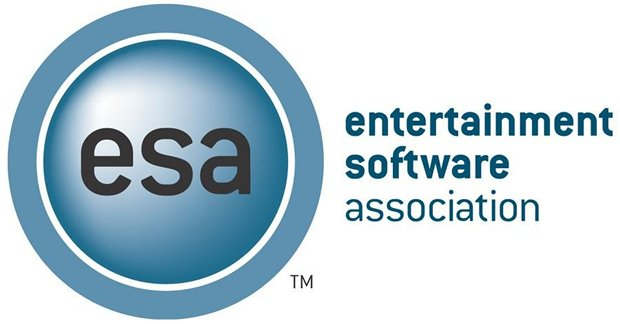 esa
TM
entertainment
software
association